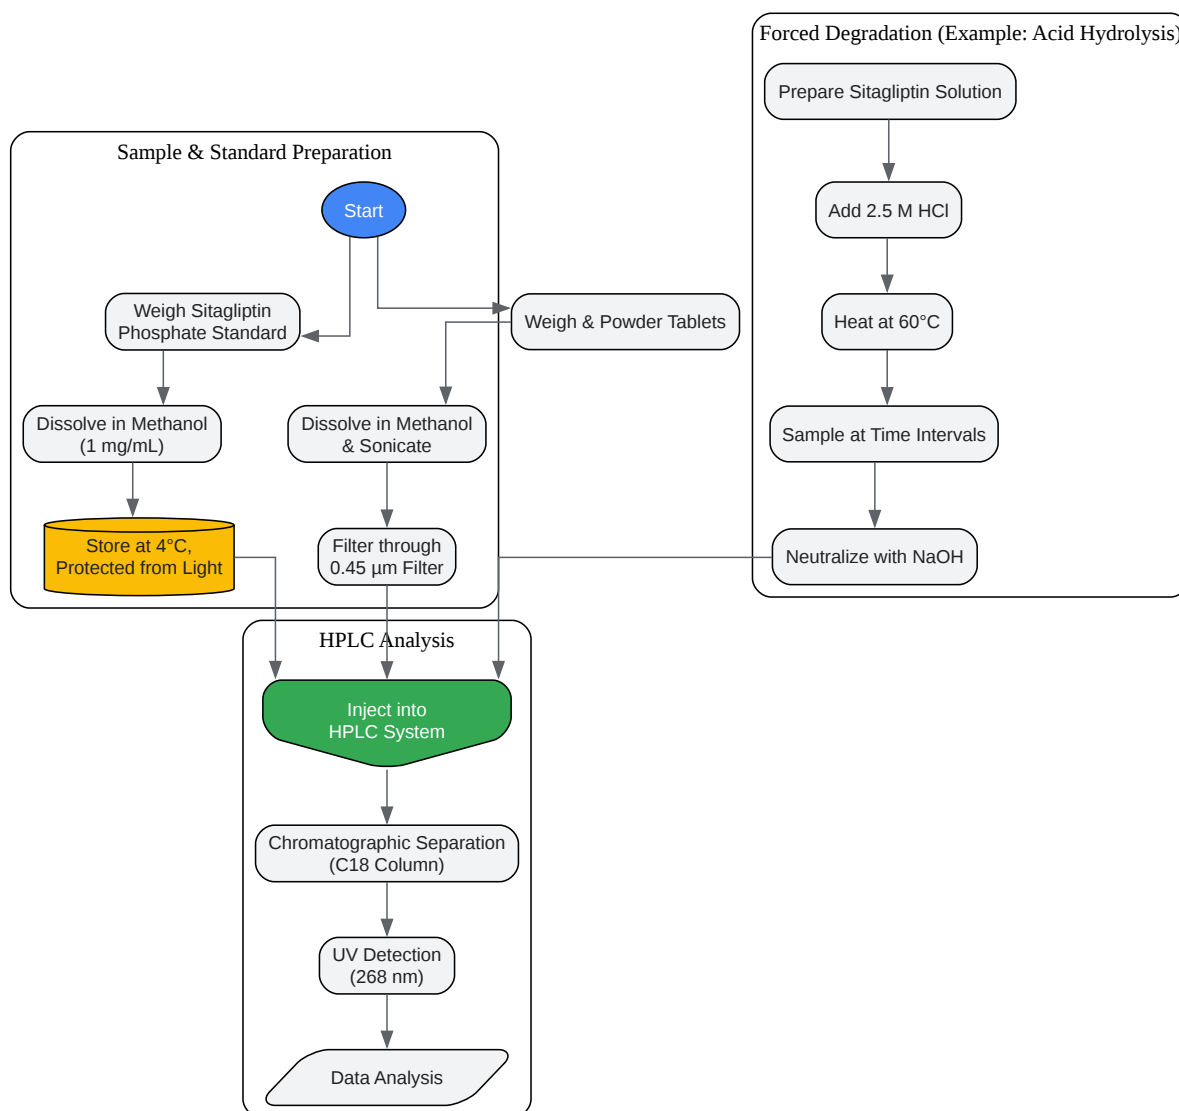 Forced Degradation (Example: Acid Hydrolysis)
Prepare Sitagliptin Solution
Add 2.5 M HCl
Heat at 60°C
Sample at Time Intervals
Neutralize with NaOH
Sample & Standard Preparation
Start
Weigh Sitagliptin
Phosphate Standard
Weigh & Powder Tablets
Dissolve in Methanol
(1 mg/mL)
Dissolve in Methanol
& Sonicate
Store at 4°C,
Protected from Light
Filter through
0.45 µm Filter
HPLC Analysis
Inject into
HPLC System
Chromatographic Separation
(C18 Column)
UV Detection
(268 nm)
Data Analysis